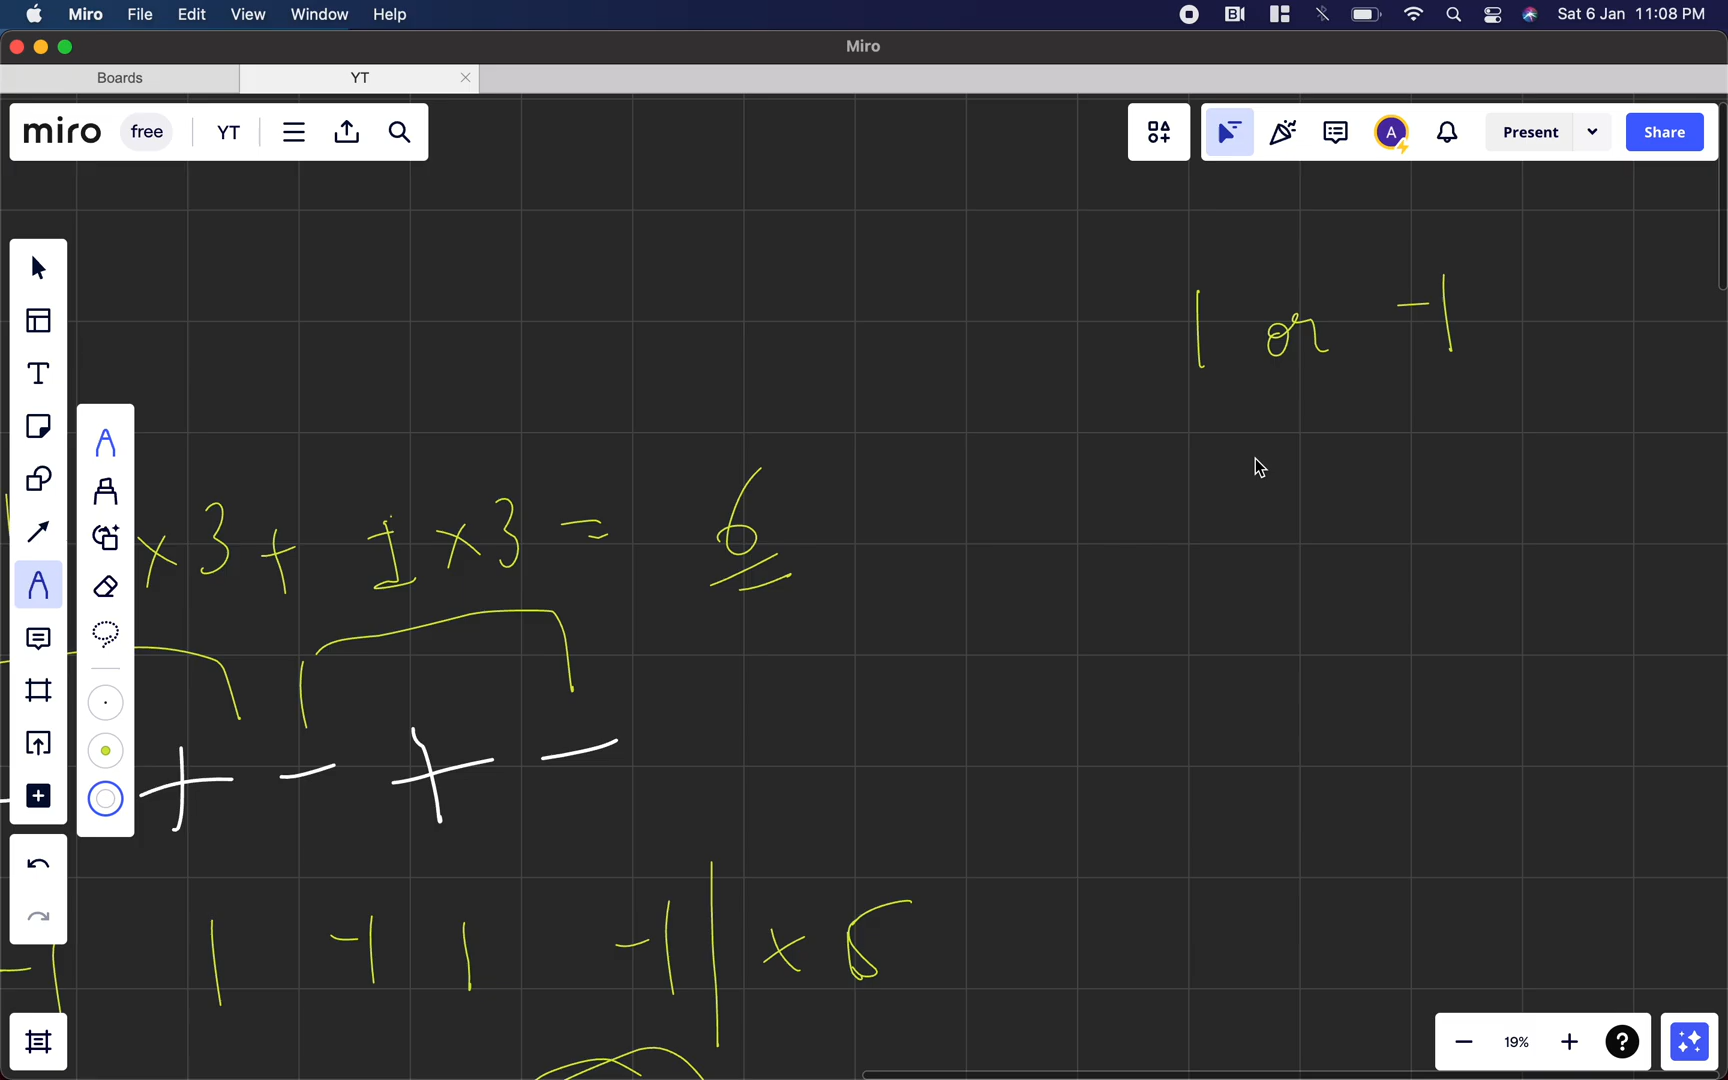 Miro File Edit View Window Help Sat 6 Jan 11:08 PM
Miro
Boards YT
miro free YT Present Share
A
1 or -1
x 3 + 1 x 3 = 6
+ - + -
-1 1 -1 1 -1 | x
19%
?